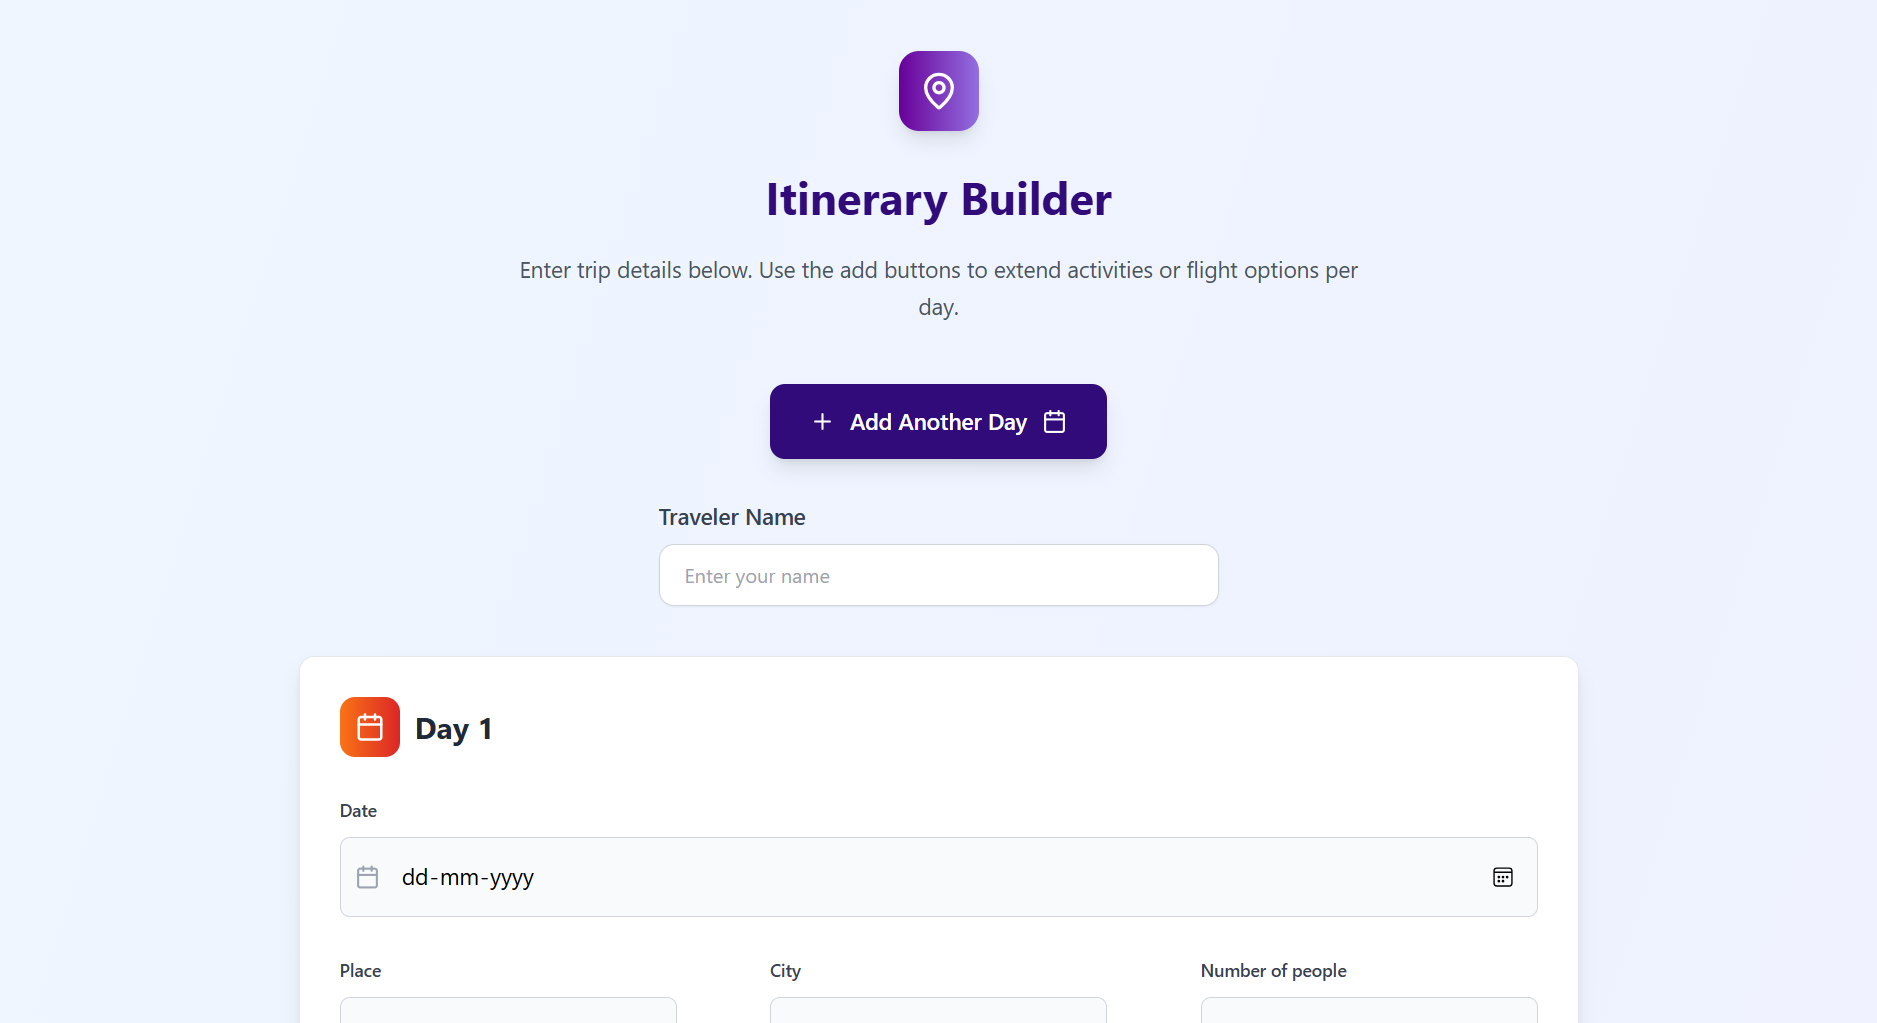 Itinerary Builder
Enter trip details below. Use the add buttons to extend activities or flight options per
day.
Add Another Day
Traveler Name
Enter your name
Day 1
Date
dd-mm-yyyy
Place
City
Number of people